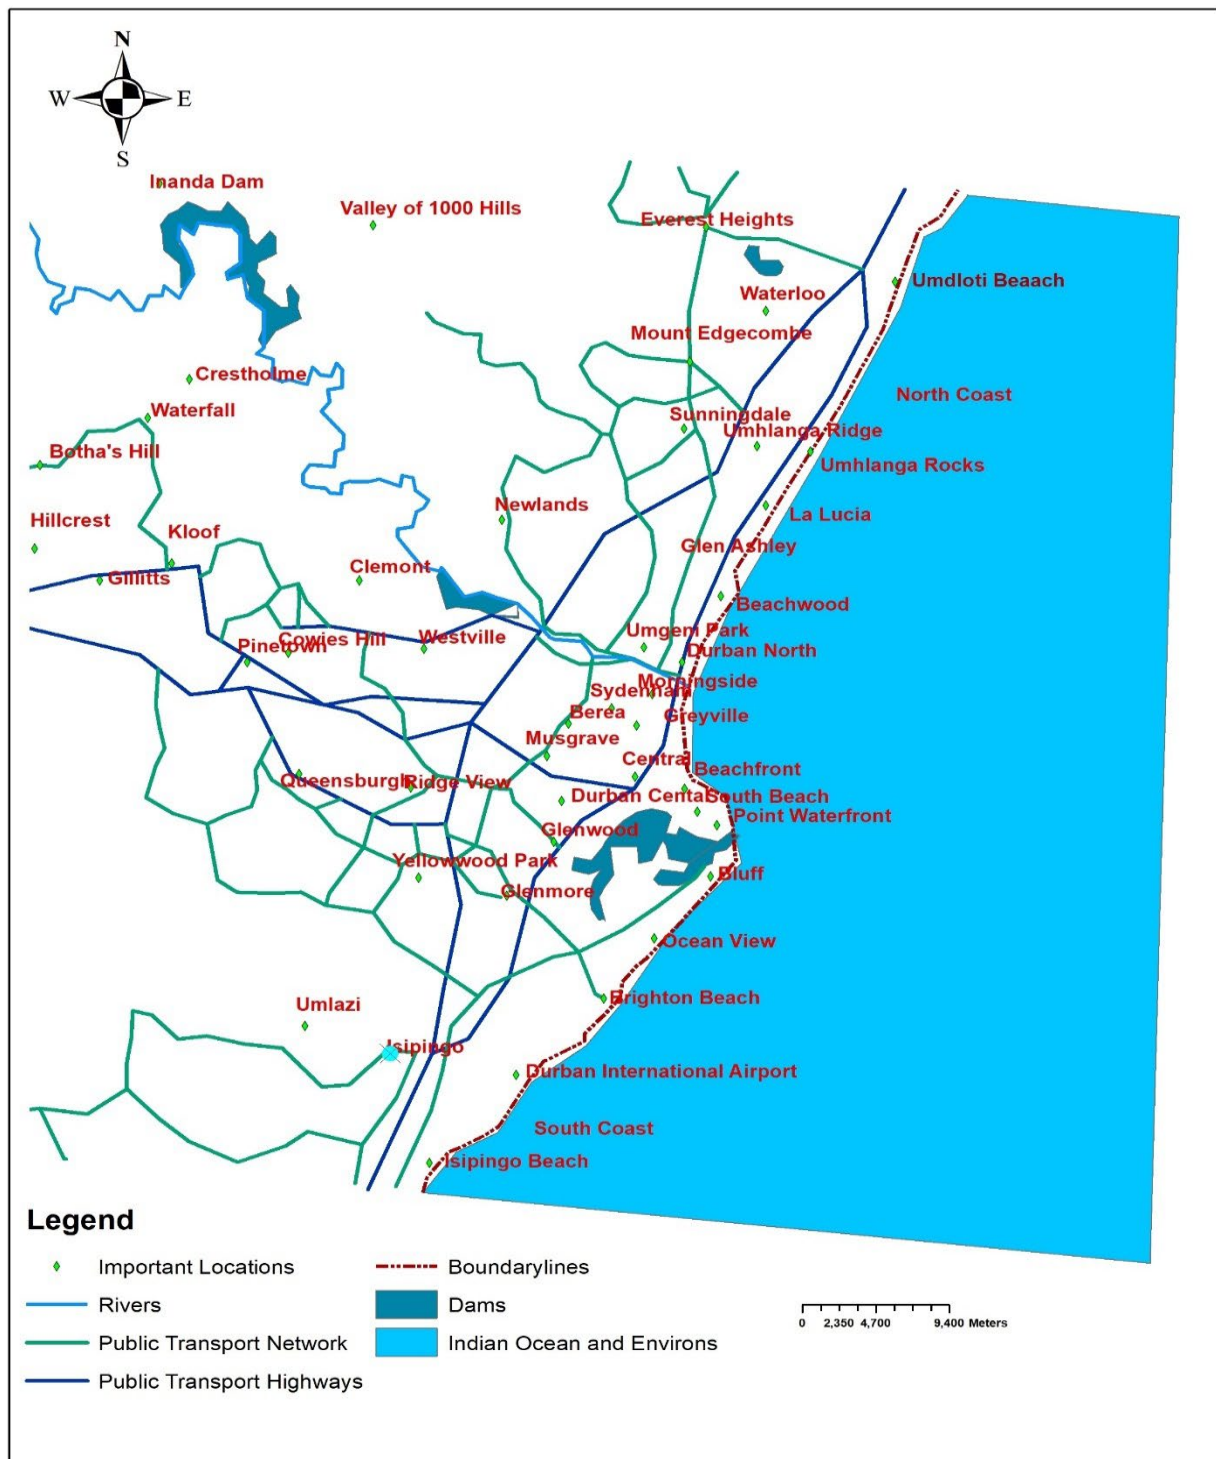 N
W E
S
Inanda Dam
Valley of 1000 Hills
Everest Heights
Umdloti Beaach
Waterloo
Mount Edgecombe
Crestholme
North Coast
Waterfall
Sunningdale
Umhlanga Ridge
Botha's Hill
Umhlanga Rocks
Newlands
La Lucia
Hillcrest
Kloof
Glen Ashley
Clemont
Gillitts
Beachwood
Umgeni Park
Cowies Hill
Westville
Pinetown
Durban North
Morningside
Sydenham
Berea
Greyville
Musgrave
Central
Beachfront
Queensburgh
Ridge View
Durban Central
South Beach
Point Waterfront
Glenwood
Yellowwood Park
Bluff
Glenmore
Ocean View
Brighton Beach
Umlazi
Isipingo
Durban International Airport
South Coast
Isipingo Beach
Legend
Important Locations
Rivers
Public Transport Network
Public Transport Highways
Boundarylines
Dams
Indian Ocean and Environs
0 2,350 4,700 9,400 Meters